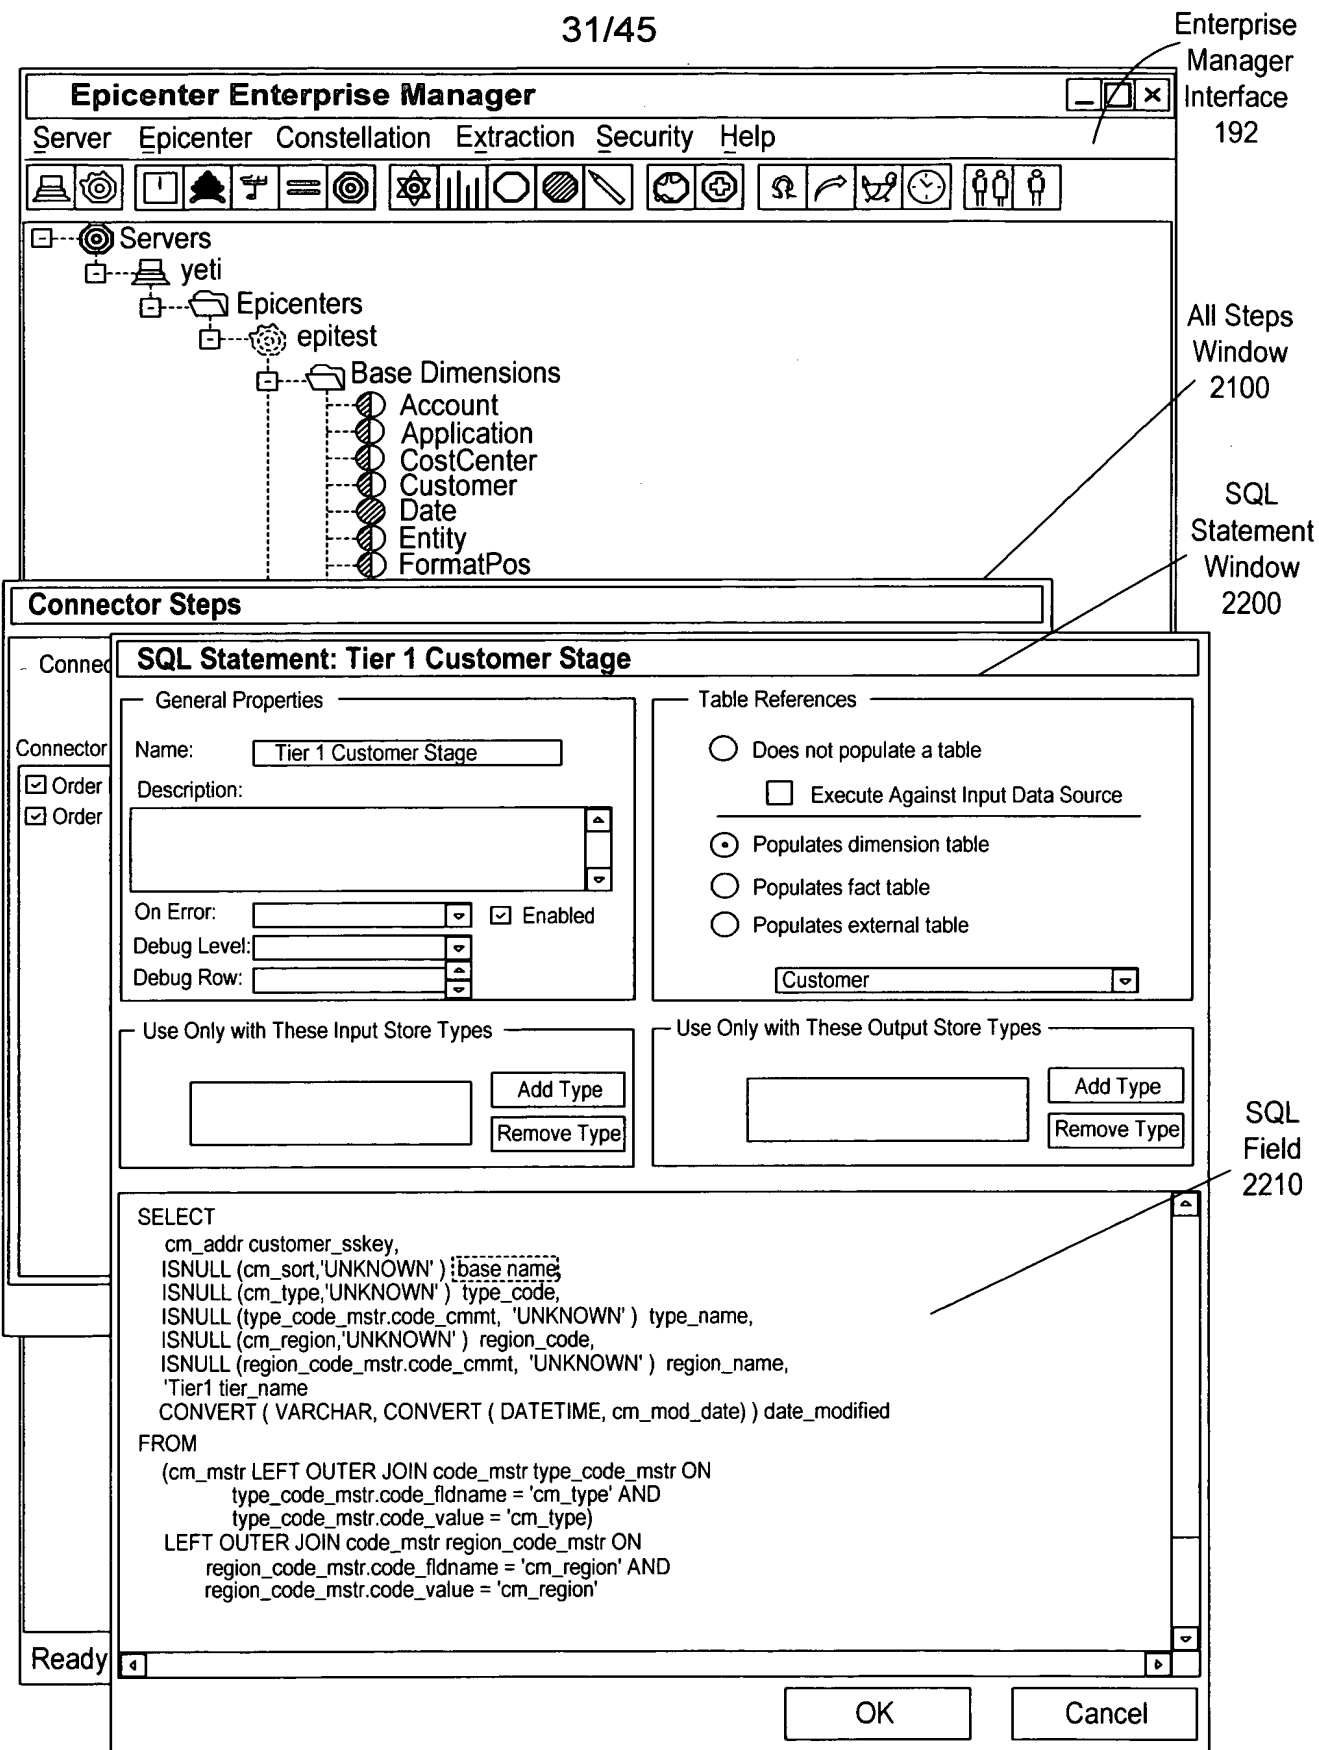 31/45
Enterprise
Manager
Interface
192
Epicenter Enterprise Manager
Server Epicenter Constellation Extraction Security Help
Servers
yeti
Epicenters
epitest
Base Dimensions
Account
Application
CostCenter
Customer
Date
Entity
FormatPos
All Steps
Window
2100
SQL
Statement
Window
2200
Connector Steps
Connec
Connector
Order
Order
SQL Statement: Tier 1 Customer Stage
General Properties
Name: Tier 1 Customer Stage
Description:
On Error: Enabled
Debug Level:
Debug Row:
Table References
Does not populate a table
Execute Against Input Data Source
Populates dimension table
Populates fact table
Populates external table
Customer
Use Only with These Input Store Types
Add Type
Remove Type
Use Only with These Output Store Types
Add Type
Remove Type
SQL
Field
2210
SELECT
cm_addr customer_sskey,
ISNULL (cm_sort,'UNKNOWN' ) base name,
ISNULL (cm_type,'UNKNOWN' ) type_code,
ISNULL (type_code_mstr.code_cmmt, 'UNKNOWN' ) type_name,
ISNULL (cm_region,'UNKNOWN' ) region_code,
ISNULL (region_code_mstr.code_cmmt, 'UNKNOWN' ) region_name,
'Tier1 tier_name
CONVERT ( VARCHAR, CONVERT ( DATETIME, cm_mod_date) ) date_modified
FROM
(cm_mstr LEFT OUTER JOIN code_mstr type_code_mstr ON
type_code_mstr.code_fldname = 'cm_type' AND
type_code_mstr.code_value = 'cm_type)
LEFT OUTER JOIN code_mstr region_code_mstr ON
region_code_mstr.code_fldname = 'cm_region' AND
region_code_mstr.code_value = 'cm_region'
Ready
OK
Cancel